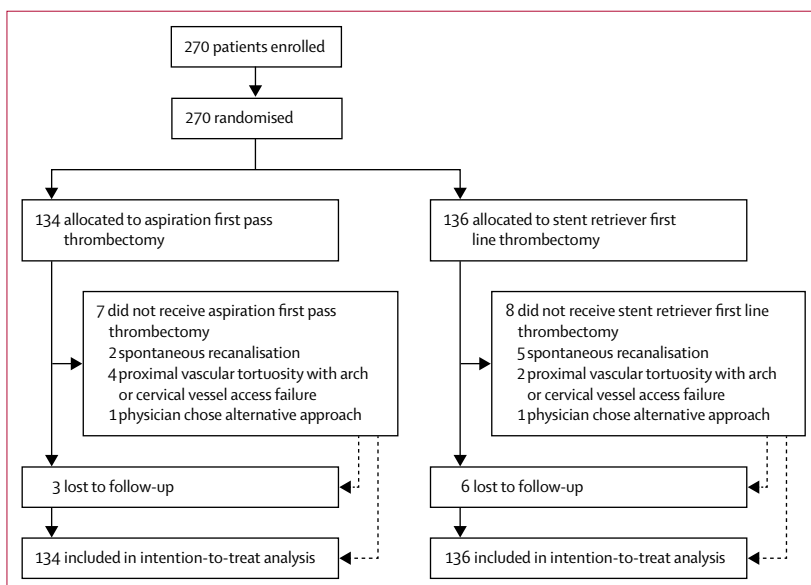 270 patients enrolled
270 randomised
134 allocated to aspiration first pass
thrombectomy
136 allocated to stent retriever first
line thrombectomy
7 did not receive aspiration first pass
thrombectomy
2 spontaneous recanalisation
4 proximal vascular tortuosity with arch
or cervical vessel access failure
1 physician chose alternative approach
8 did not receive stent retriever first line
thrombectomy
5 spontaneous recanalisation
2 proximal vascular tortuosity with arch
or cervical vessel access failure
1 physician chose alternative approach
3 lost to follow-up
6 lost to follow-up
134 included in intention-to-treat analysis
136 included in intention-to-treat analysis